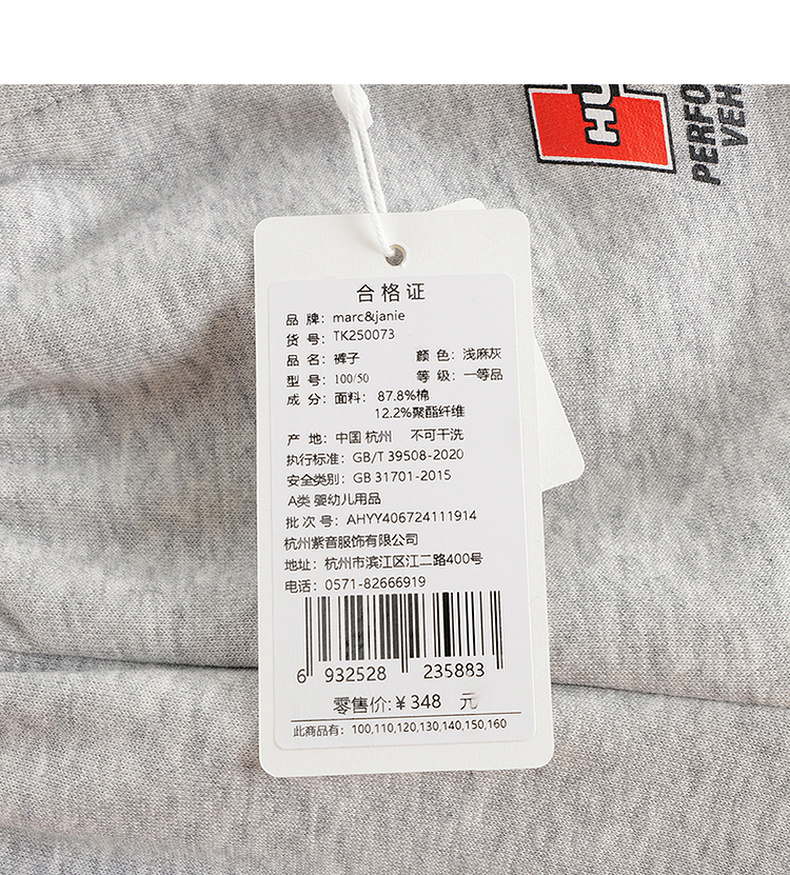 HU
PERFO
VEH
合格证
品 牌：marc&janie
货 号：TK250073
品 名：裤子 颜 色：浅麻灰
型 号：100/50 等 级：一等品
成 分：面料： 87.8%棉
12.2%聚酯纤维
产 地：中国 杭州 不可干洗
执行标准：GB/T 39508-2020
安全类别：GB 31701-2015
A类 婴幼儿用品
批 次 号：AHYY406724111914
杭州紫音服饰有限公司
地址：杭州市滨江区江二路400号
电话：0571-82666919
6 932528 235883
零售价:￥348 元
此商品有：100,110,120,130,140,150,160